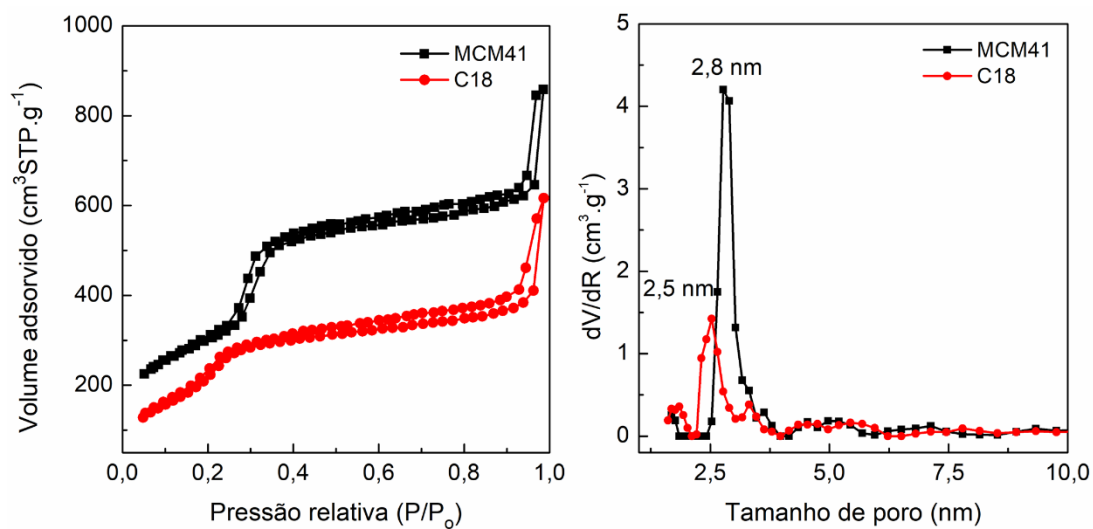 1000
800
600
400
200
0,0
0,2
0,4
0,6
0,8
1,0
Volume adsorvido (cm³STP.g⁻¹)
Pressão relativa (P/Pₒ)
MCM41
C18
5
4
3
2
1
0
2,5
5,0
7,5
10,0
dV/dR (cm³.g⁻¹)
Tamanho de poro (nm)
MCM41
C18
2,8 nm
2,5 nm